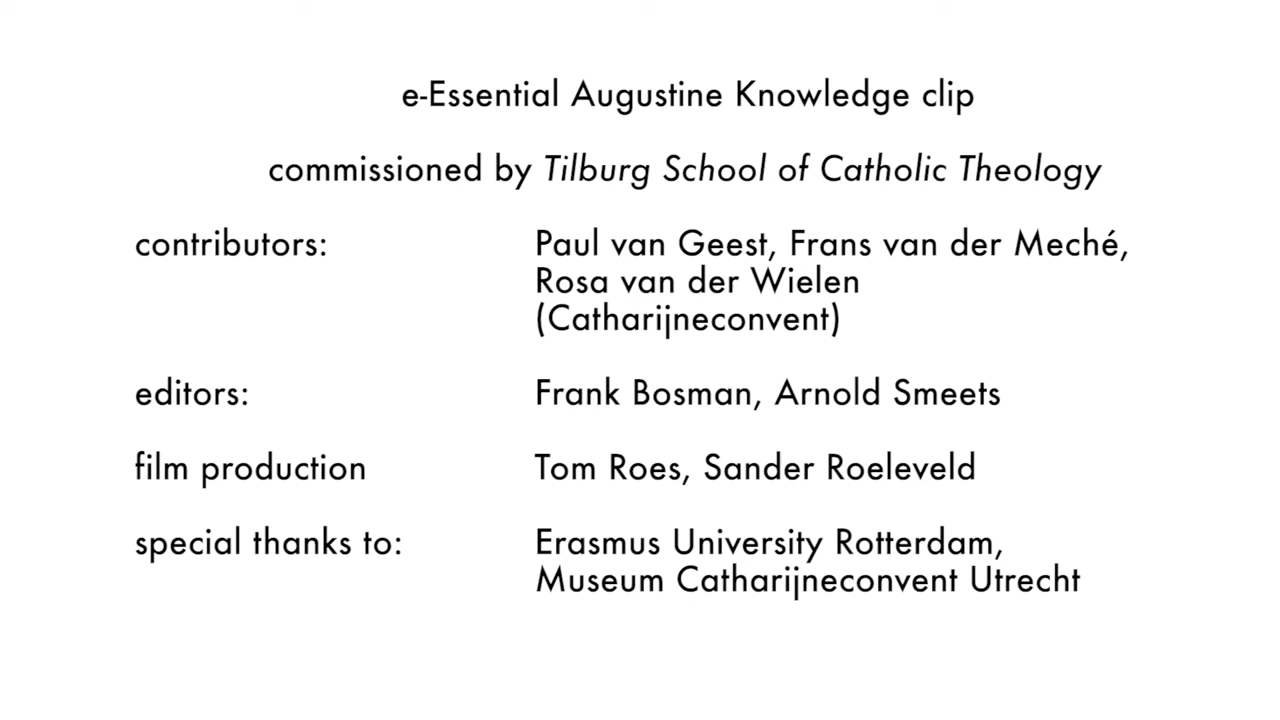 e-Essential Augustine Knowledge clip
commissioned by Tilburg School of Catholic Theology
contributors: Paul van Geest, Frans van der Meché,
Rosa van der Wielen
(Catharijneconvent)
editors: Frank Bosman, Arnold Smeets
film production Tom Roes, Sander Roeleveld
special thanks to: Erasmus University Rotterdam,
Museum Catharijneconvent Utrecht